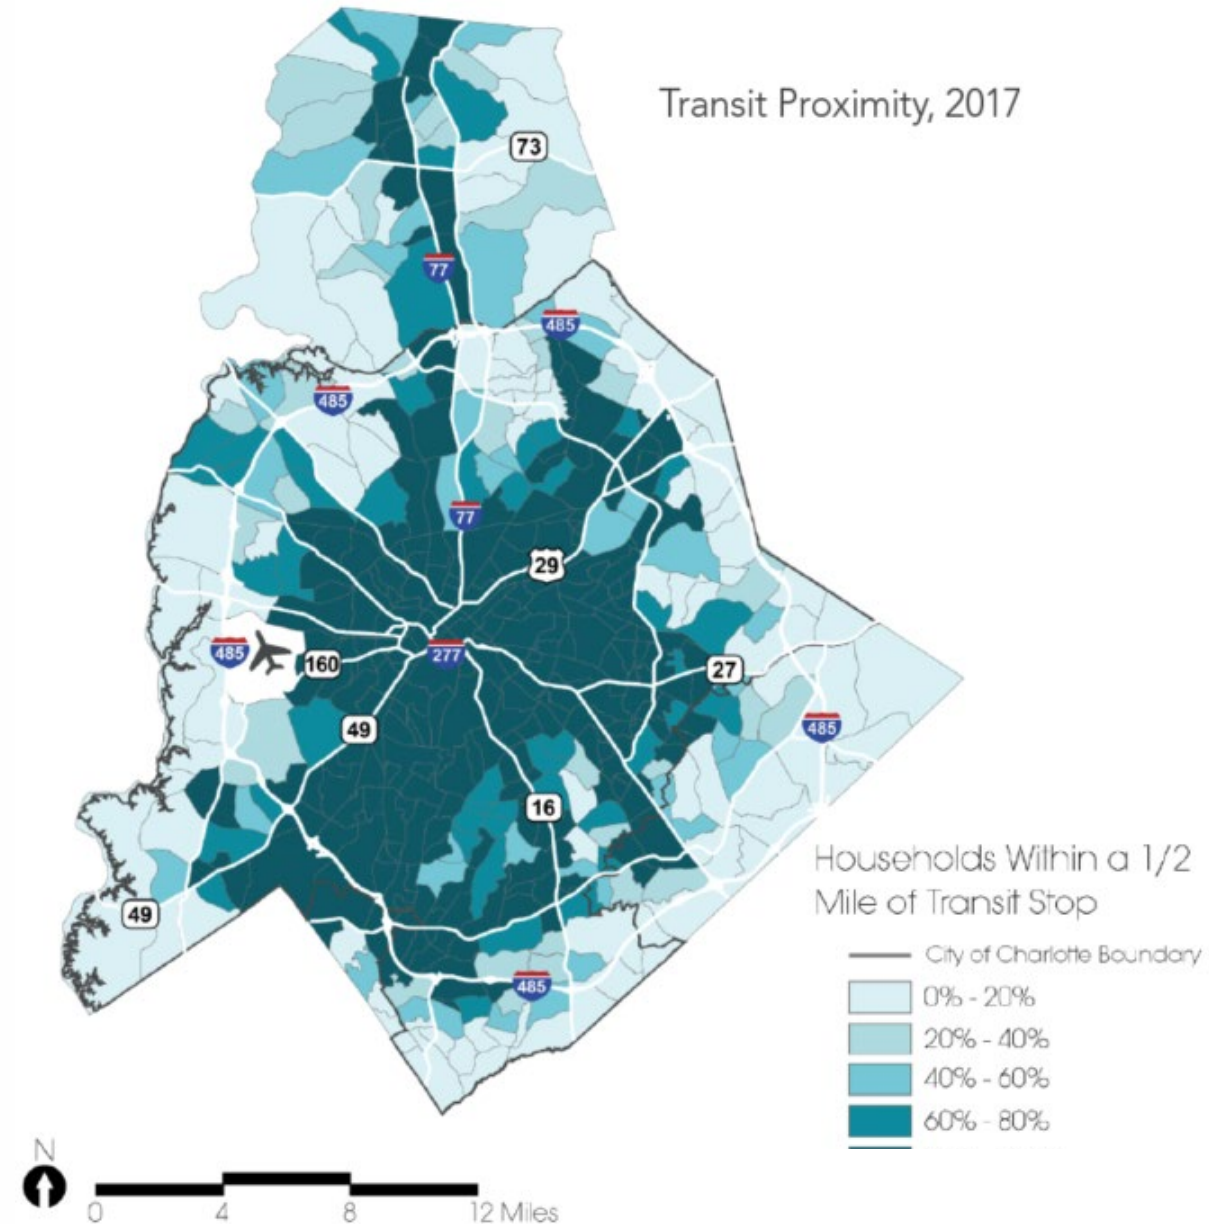 Transit Proximity, 2017
73
77
485
485
77
29
485
277
160
27
49
485
16
49
485
Households Within a 1/2
Mile of Transit Stop
City of Charlotte Boundary
0% - 20%
20% - 40%
40% - 60%
60% - 80%
N
0 4 8 12 Miles